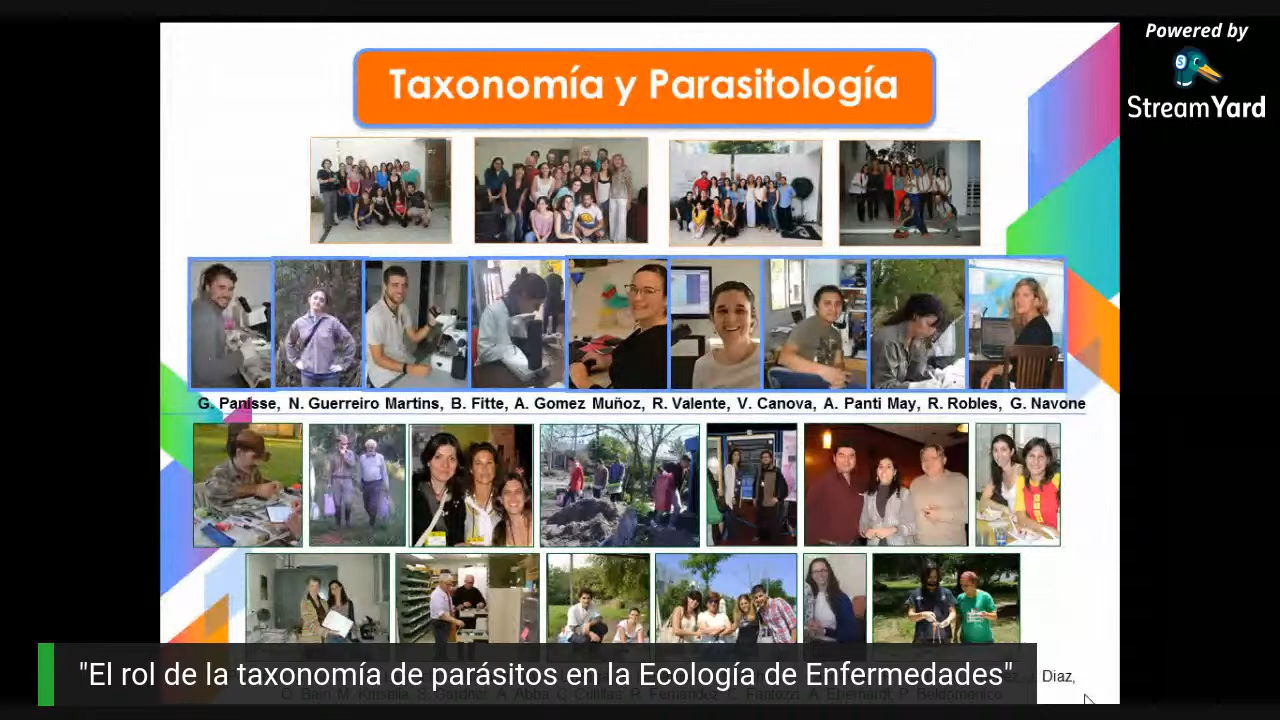 Powered by
StreamYard
Taxonomía y Parasitología
G. Panisse, N. Guerreiro Martins, B. Fitte, A. Gomez Muñoz, R. Valente, V. Canova, A. Panti May, R. Robles, G. Navone
"El rol de la taxonomía de parásitos en la Ecología de Enfermedades"
Diaz,